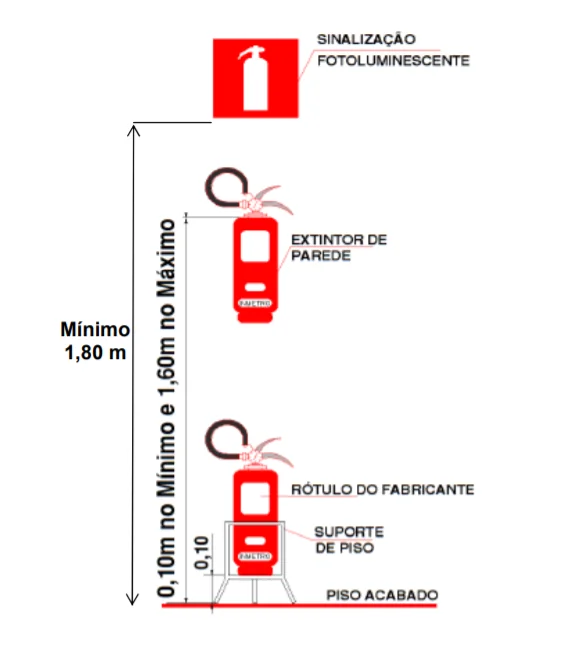 SINALIZAÇÃO
FOTOLUMINESCENTE
EXTINTOR DE
PAREDE
Mínimo
1,80 m
0,10m no Mínimo e 1,60m no Máximo
RÓTULO DO FABRICANTE
SUPORTE
DE PISO
0,10
PISO ACABADO